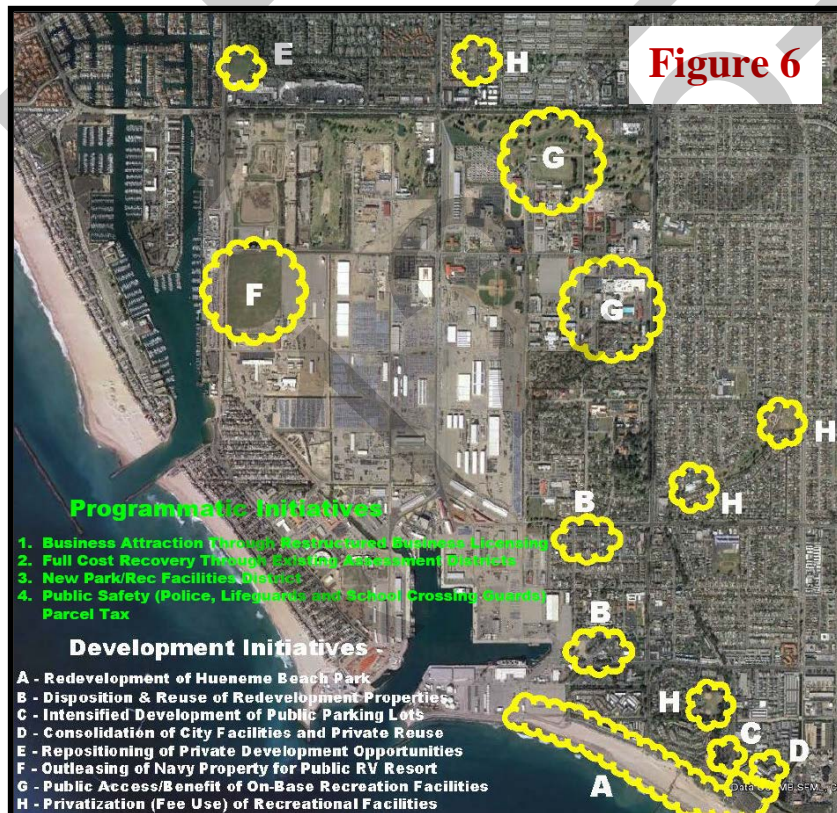 Figure 6
E
H
G
F
G
H
H
B
B
H
C
D
A
Programmatic Initiatives
1. Business Attraction Through Restructured Business Licensing
2. Full Cost Recovery Through Existing Assessment Districts
3. New Park/Rec Facilities District
4. Public Safety (Police, Lifeguards and School Crossing Guards)
Parcel Tax
Development Initiatives -
A - Redevelopment of Hueneme Beach Park
B - Disposition & Reuse of Redevelopment Properties
C - Intensified Development of Public Parking Lots
D - Consolidation of City Facilities and Private Reuse
E - Repositioning of Private Development Opportunities
F - Outleasing of Navy Property for Public RV Resort
G - Public Access/Benefit of On-Base Recreation Facilities
H - Privatization (Fee Use) of Recreational Facilities